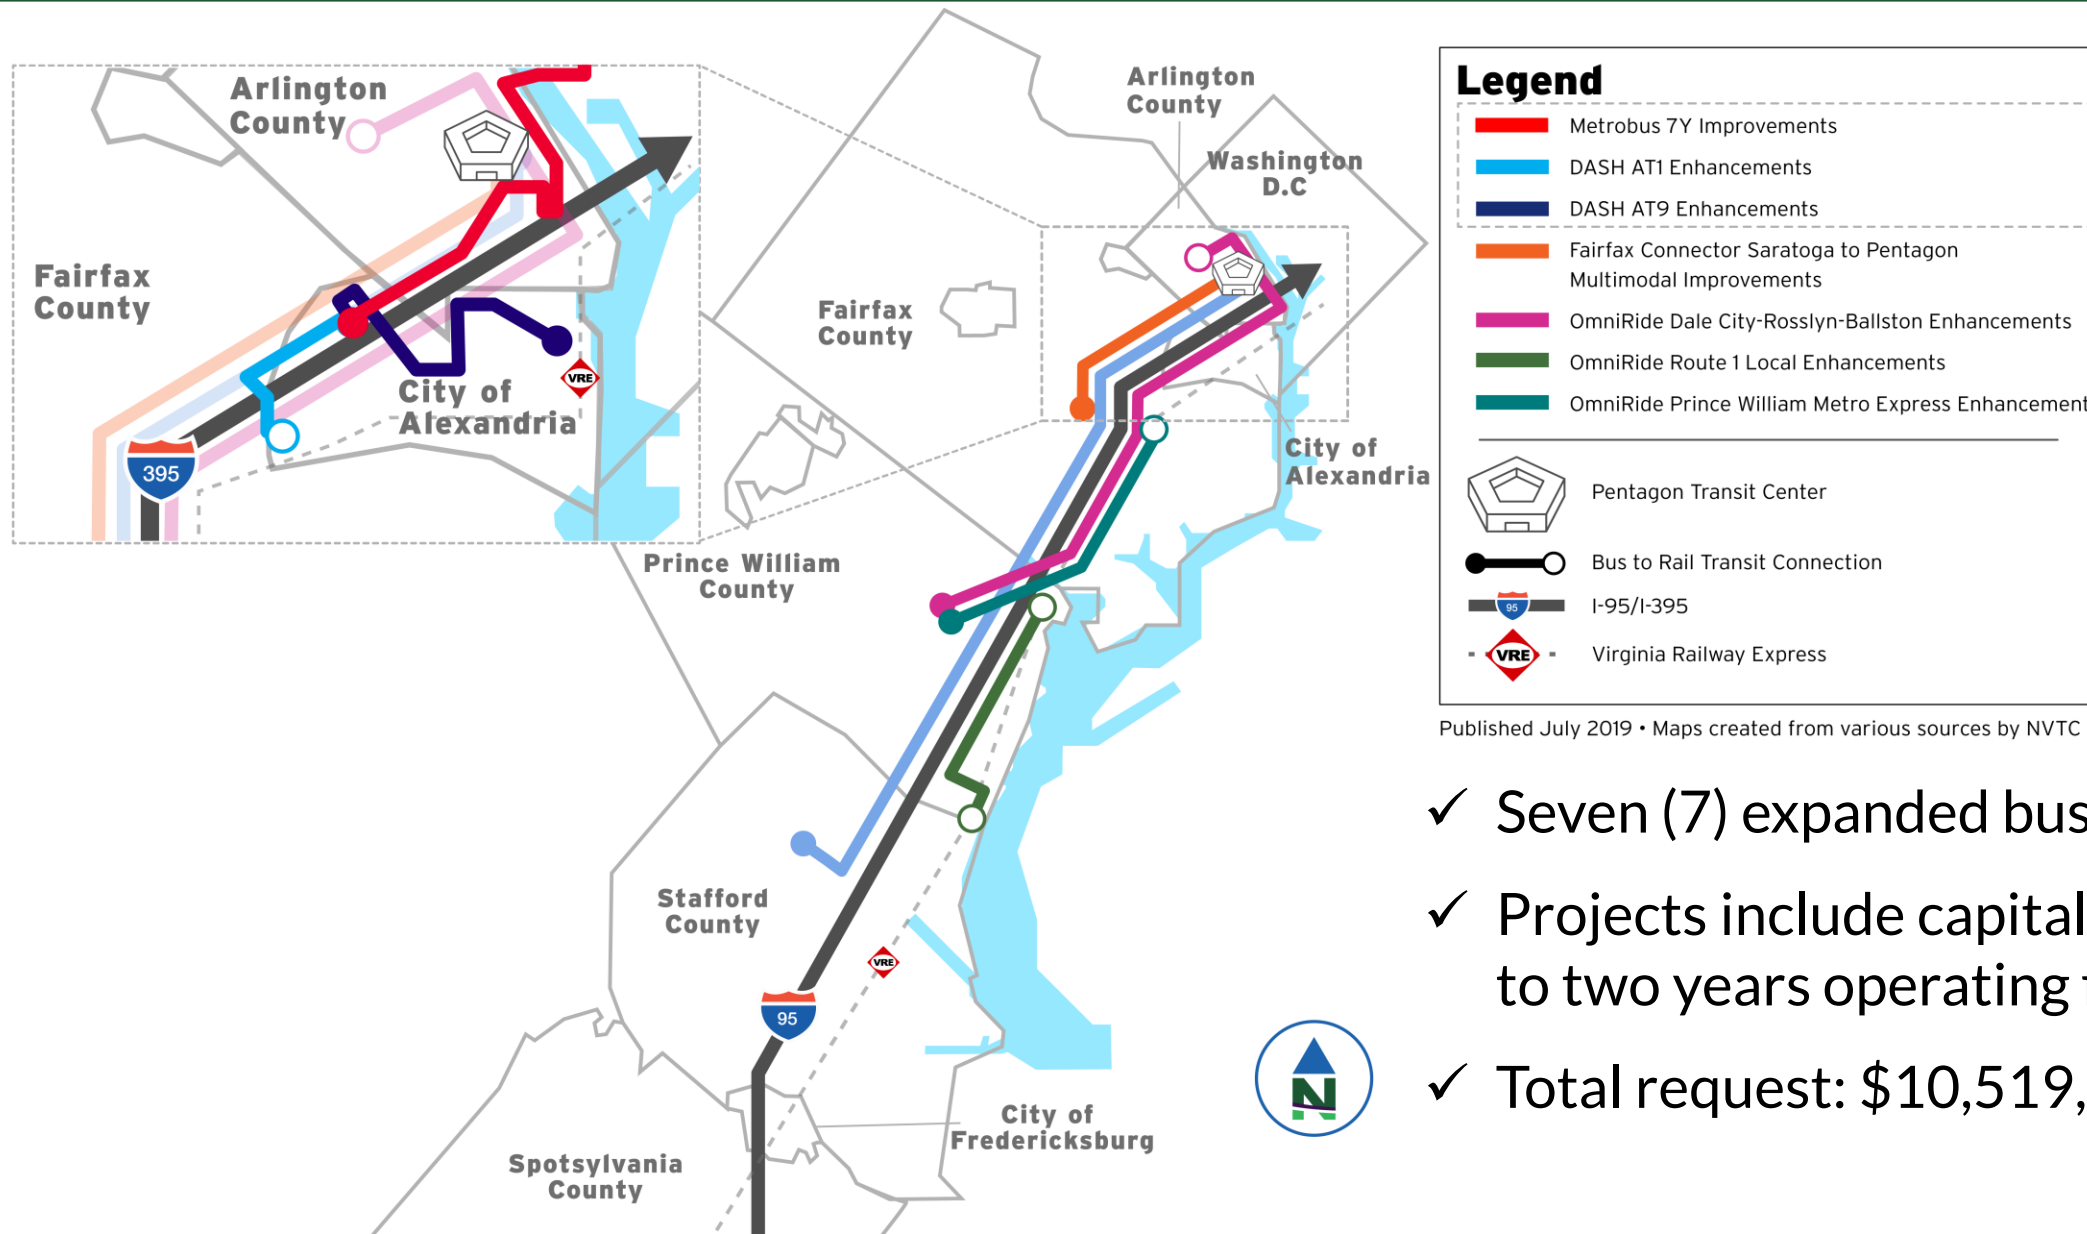 Arlington
County
Fairfax
County
City of
Alexandria
VRE
395
Arlington
County
Washington
D.C
Fairfax
County
City of
Alexandria
Prince William
County
Stafford
County
VRE
95
City of
Fredericksburg
Spotsylvania
County
N
Legend
Metrobus 7Y Improvements
DASH AT1 Enhancements
DASH AT9 Enhancements
Fairfax Connector Saratoga to Pentagon
Multimodal Improvements
OmniRide Dale City-Rosslyn-Ballston Enhancements
OmniRide Route 1 Local Enhancements
OmniRide Prince William Metro Express Enhancement
Pentagon Transit Center
Bus to Rail Transit Connection
95
I-95/I-395
VRE
Virginia Railway Express
Published July 2019 • Maps created from various sources by NVTC
✓ Seven (7) expanded bus
✓ Projects include capital
to two years operating
✓ Total request: $10,519,